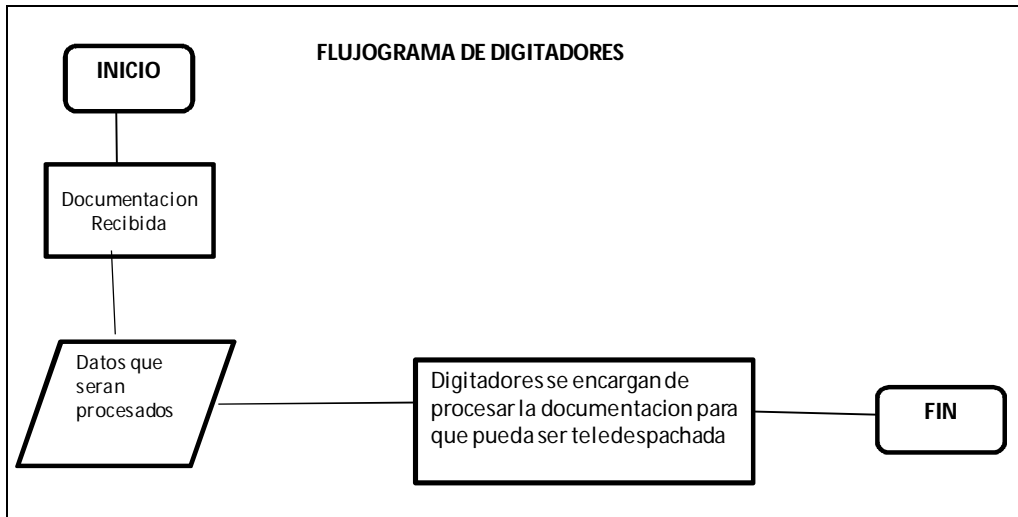 FLUJOGRAMA DE DIGITADORES
INICIO
Documentacion
Recibida
Datos que
seran
procesados
Digitadores se encargan de
procesar la documentacion para
que pueda ser teledespachada
FIN